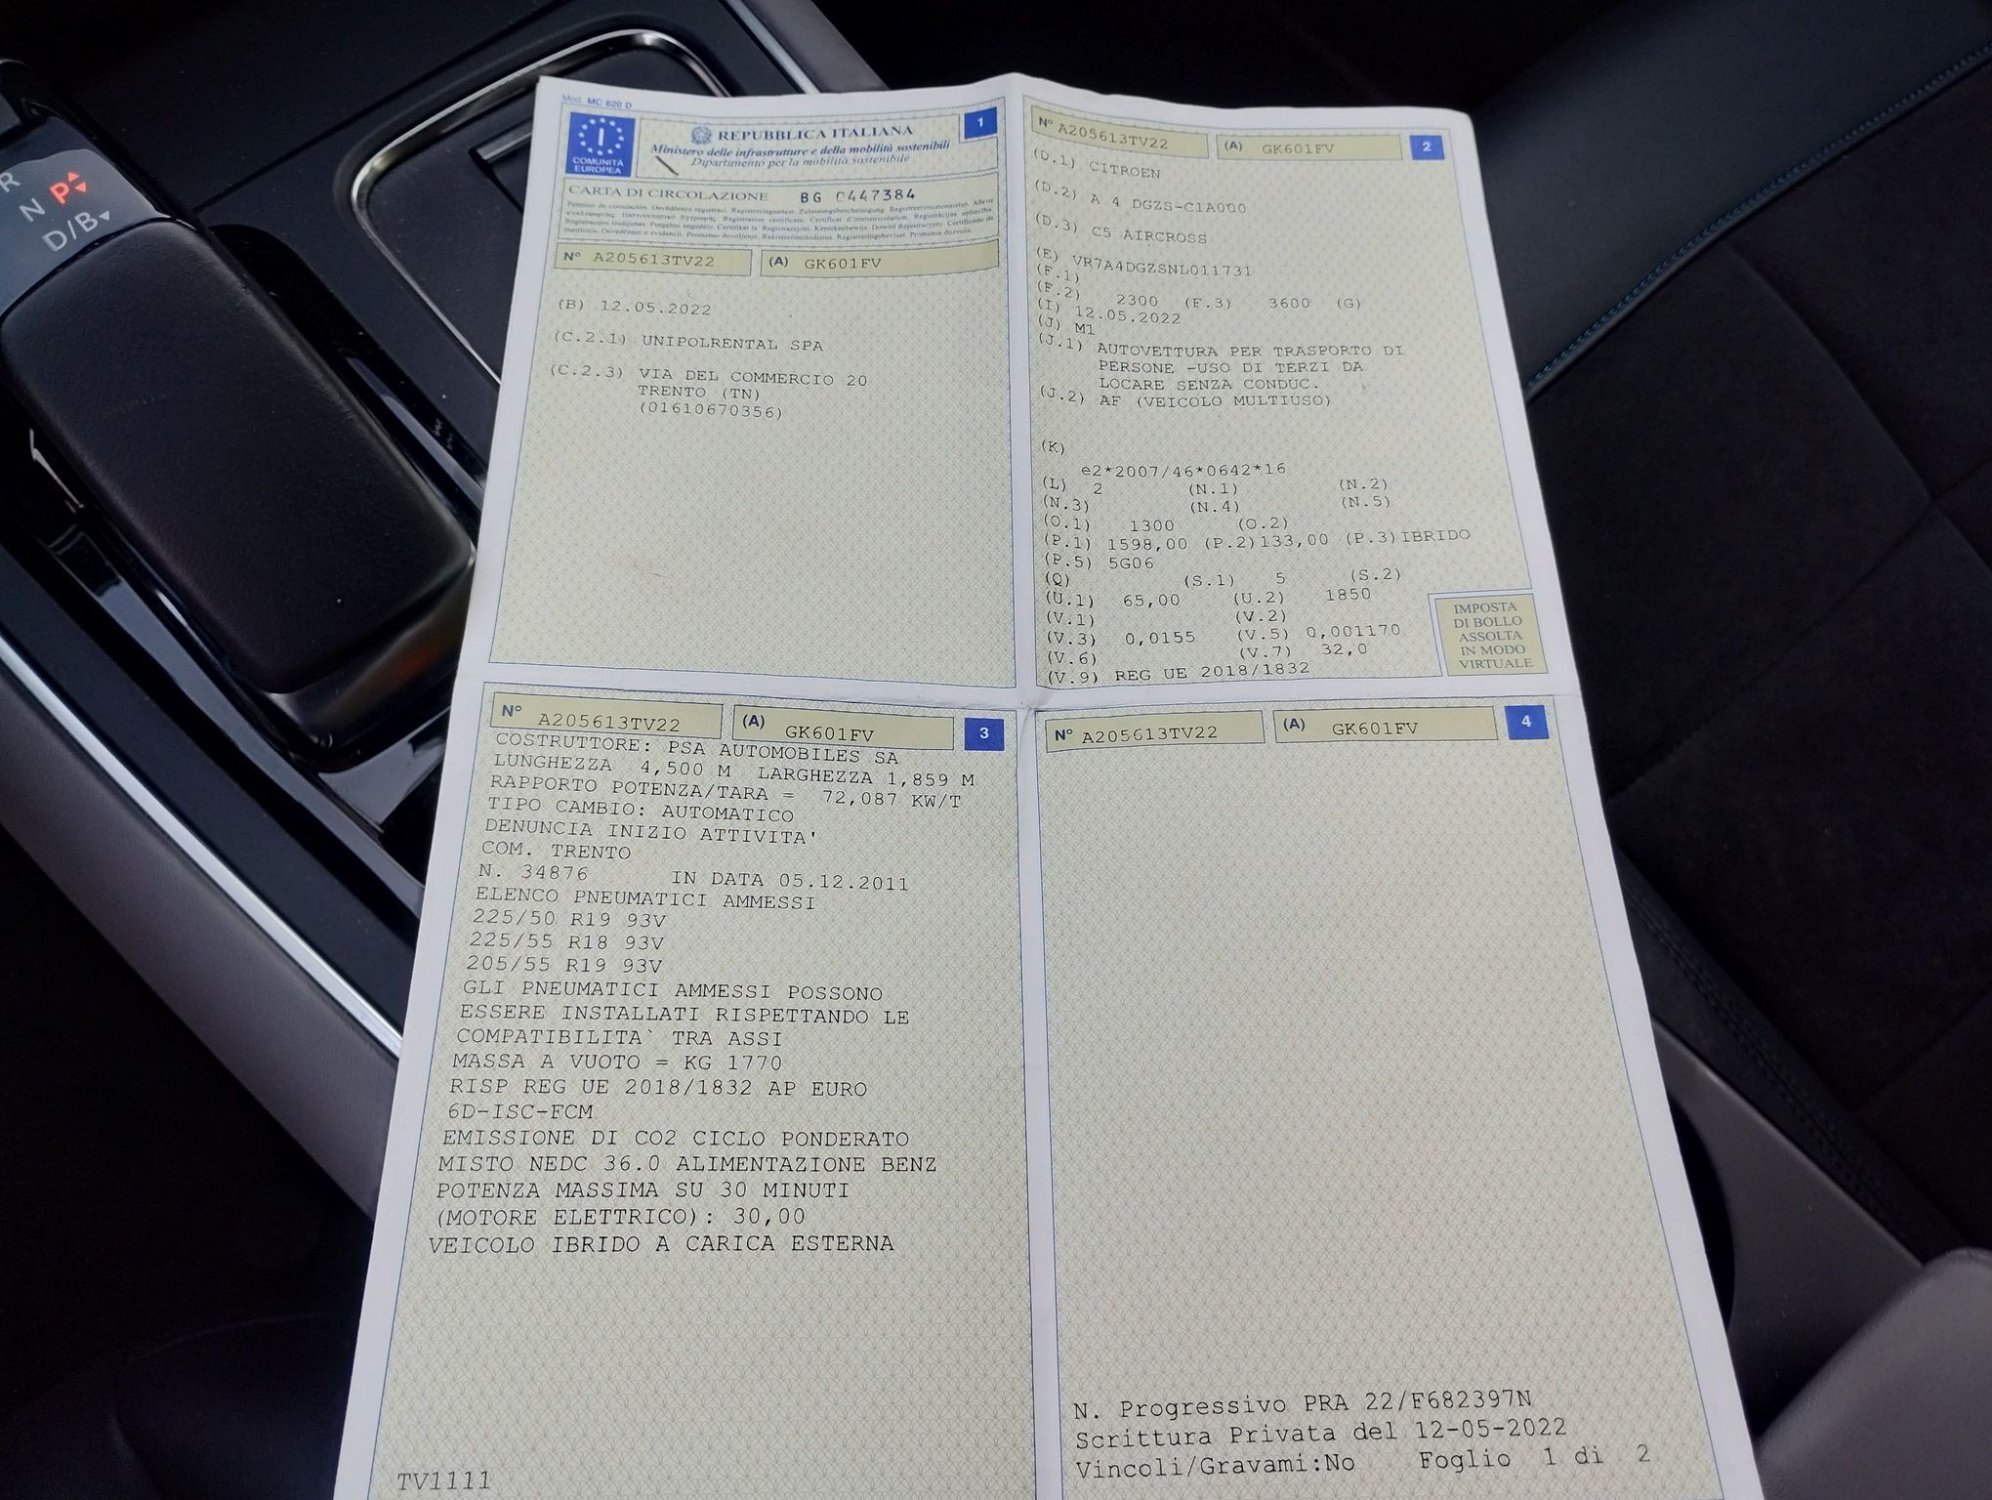 R
N P
D/B
Mod. MC 820 D
COMUNITÀ
EUROPEA
REPUBBLICA ITALIANA
Ministero delle infrastrutture e della mobilità sostenibili
Dipartimento per la mobilità sostenibile
1
CARTA DI CIRCOLAZIONE BG 0447384
N° A205613TV22 (A) GK601FV
(B) 12.05.2022
(C.2.1) UNIPOLRENTAL SPA
(C.2.3) VIA DEL COMMERCIO 20
TRENTO (TN)
(01610670356)
N° A205613TV22 (A) GK601FV 2
(D.1) CITROEN
(D.2) A 4 DGZS-C1A000
(D.3) C5 AIRCROSS
(E) VR7A4DGZSNL011731
(F.1)
(F.2) 2300 (F.3) 3600 (G)
(I) 12.05.2022
(J) M1
(J.1) AUTOVETTURA PER TRASPORTO DI
PERSONE -USO DI TERZI DA
LOCARE SENZA CONDUC.
(J.2) AF (VEICOLO MULTIUSO)
(K)
e2*2007/46*0642*16
(L) 2 (N.1) (N.2)
(N.3) (N.4) (N.5)
(O.1) 1300 (O.2)
(P.1) 1598,00 (P.2)133,00 (P.3)IBRIDO
(P.5) 5G06
(Q) (S.1) 5 (S.2)
(U.1) 65,00 (U.2) 1850
(V.1) (V.2)
(V.3) 0,0155 (V.5) 0,001170
(V.6) (V.7) 32,0
(V.9) REG UE 2018/1832
IMPOSTA
DI BOLLO
ASSOLTA
IN MODO
VIRTUALE
N° A205613TV22 (A) GK601FV 3
COSTRUTTORE: PSA AUTOMOBILES SA
LUNGHEZZA 4,500 M LARGHEZZA 1,859 M
RAPPORTO POTENZA/TARA = 72,087 KW/T
TIPO CAMBIO: AUTOMATICO
DENUNCIA INIZIO ATTIVITA'
COM. TRENTO
N. 34876 IN DATA 05.12.2011
ELENCO PNEUMATICI AMMESSI
225/50 R19 93V
225/55 R18 93V
205/55 R19 93V
GLI PNEUMATICI AMMESSI POSSONO
ESSERE INSTALLATI RISPETTANDO LE
COMPATIBILITA` TRA ASSI
MASSA A VUOTO = KG 1770
RISP REG UE 2018/1832 AP EURO
6D-ISC-FCM
EMISSIONE DI CO2 CICLO PONDERATO
MISTO NEDC 36.0 ALIMENTAZIONE BENZ
POTENZA MASSIMA SU 30 MINUTI
(MOTORE ELETTRICO): 30,00
VEICOLO IBRIDO A CARICA ESTERNA
TV1111
N° A205613TV22 (A) GK601FV 4
N. Progressivo PRA 22/F682397N
Scrittura Privata del 12-05-2022
Vincoli/Gravami:No Foglio 1 di 2